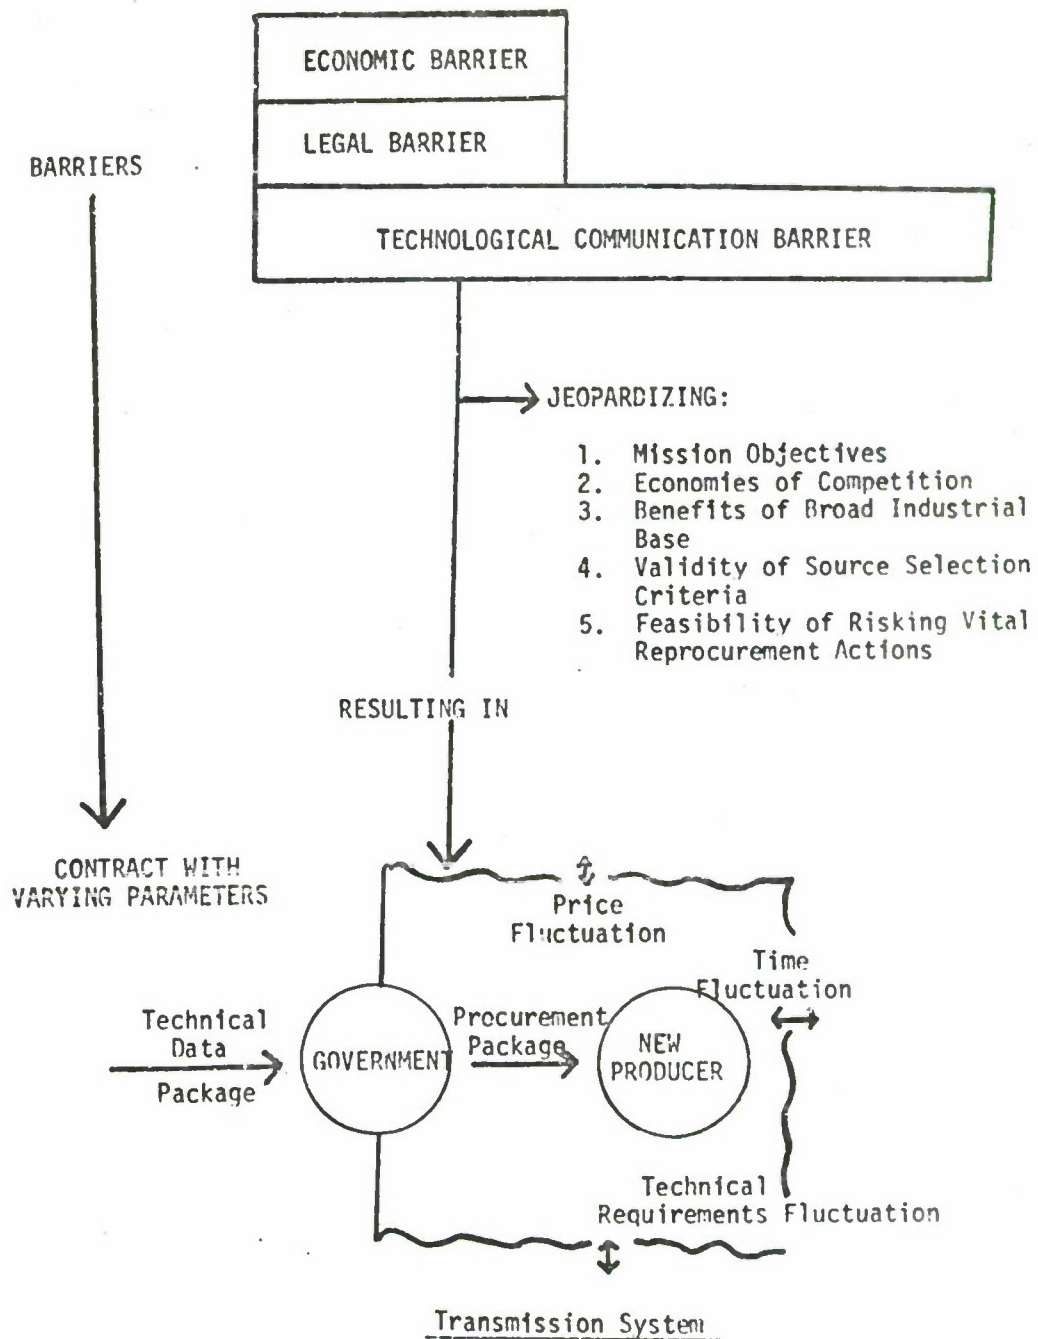 ECONOMIC BARRIER
LEGAL BARRIER
BARRIERS
TECHNOLOGICAL COMMUNICATION BARRIER
JEOPARDIZING:
1. Mission Objectives
2. Economies of Competition
3. Benefits of Broad Industrial
Base
4. Validity of Source Selection
Criteria
5. Feasibility of Risking Vital
Reprocurement Actions
RESULTING IN
CONTRACT WITH
VARYING PARAMETERS
Price
Fluctuation
Time
Fluctuation
Technical
Data
Package
GOVERNMENT
Procurement
Package
NEW
PRODUCER
Technical
Requirements Fluctuation
Transmission System